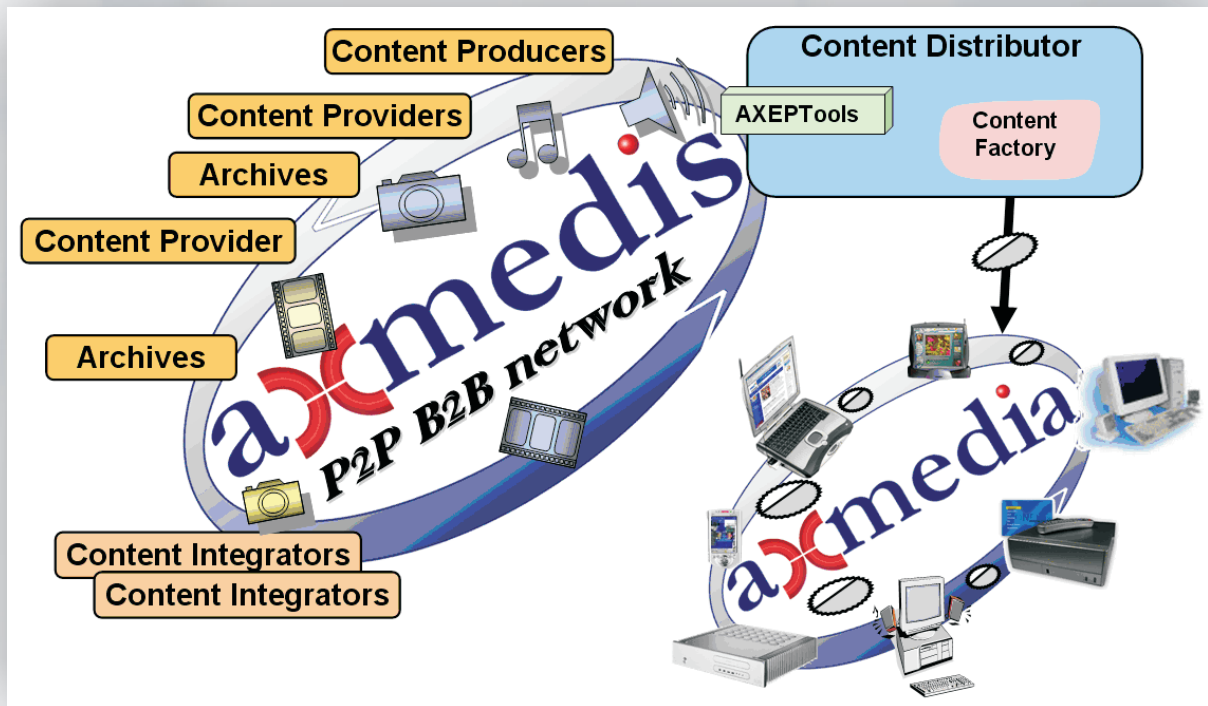 Content Producers
Content Distributor
Content Providers
AXEPTools
Content
Factory
Archives
Content Provider
axmedis
P2P B2B network
Archives
axmedia
Content Integrators
Content Integrators